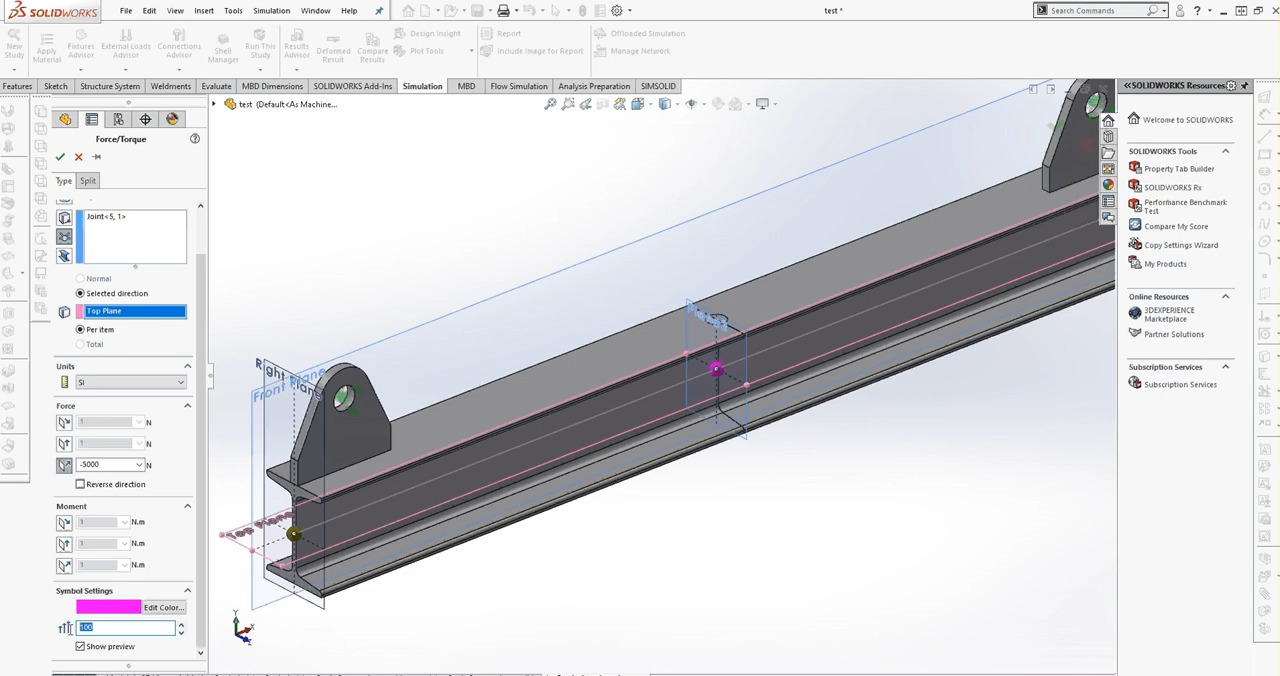 SOLIDWORKS
File Edit View Insert Tools Simulation Window Help
test *
Search Commands
New Study
Apply Material
Fixtures Advisor
External Loads Advisor
Connections Advisor
Shell Manager
Run This Study
Results Advisor
Deformed Result
Compare Results
Design Insight
Plot Tools
Report
Include Image for Report
Offloaded Simulation
Manage Network
Features Sketch Structure System Weldments Evaluate MBD Dimensions SOLIDWORKS Add-Ins Simulation MBD Flow Simulation Analysis Preparation SIMSOLID
test (Default<As Machine...
Force/Torque
Type Split
Joint<5, 1>
Normal
Selected direction
Top Plane
Per item
Total
Units
SI
Force
1 N
1 N
-5000 N
Reverse direction
Moment
1 N.m
1 N.m
1 N.m
Symbol Settings
Edit Color...
100
Show preview
Right Plane
Front Plane
Top Plane
Y
X
Z
SOLIDWORKS Resources
Welcome to SOLIDWORKS
SOLIDWORKS Tools
Property Tab Builder
SOLIDWORKS Rx
Performance Benchmark Test
Compare My Score
Copy Settings Wizard
My Products
Online Resources
3DEXPERIENCE Marketplace
Partner Solutions
Subscription Services
Subscription Services